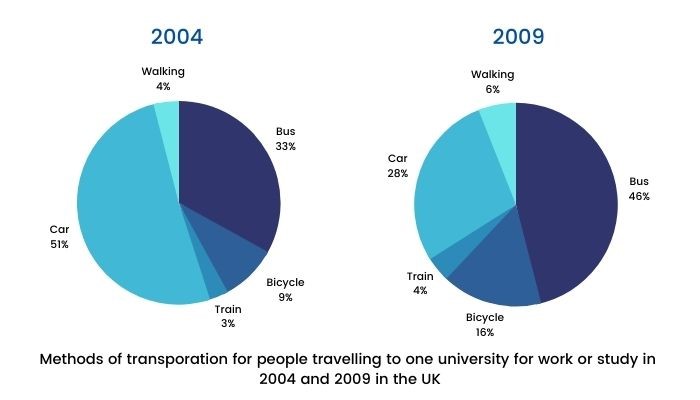 2004
2009
Walking
4%
Bus
33%
Car
51%
Bicycle
9%
Train
3%
Walking
6%
Car
28%
Bus
46%
Train
4%
Bicycle
16%
Methods of transporation for people travelling to one university for work or study in
2004 and 2009 in the UK